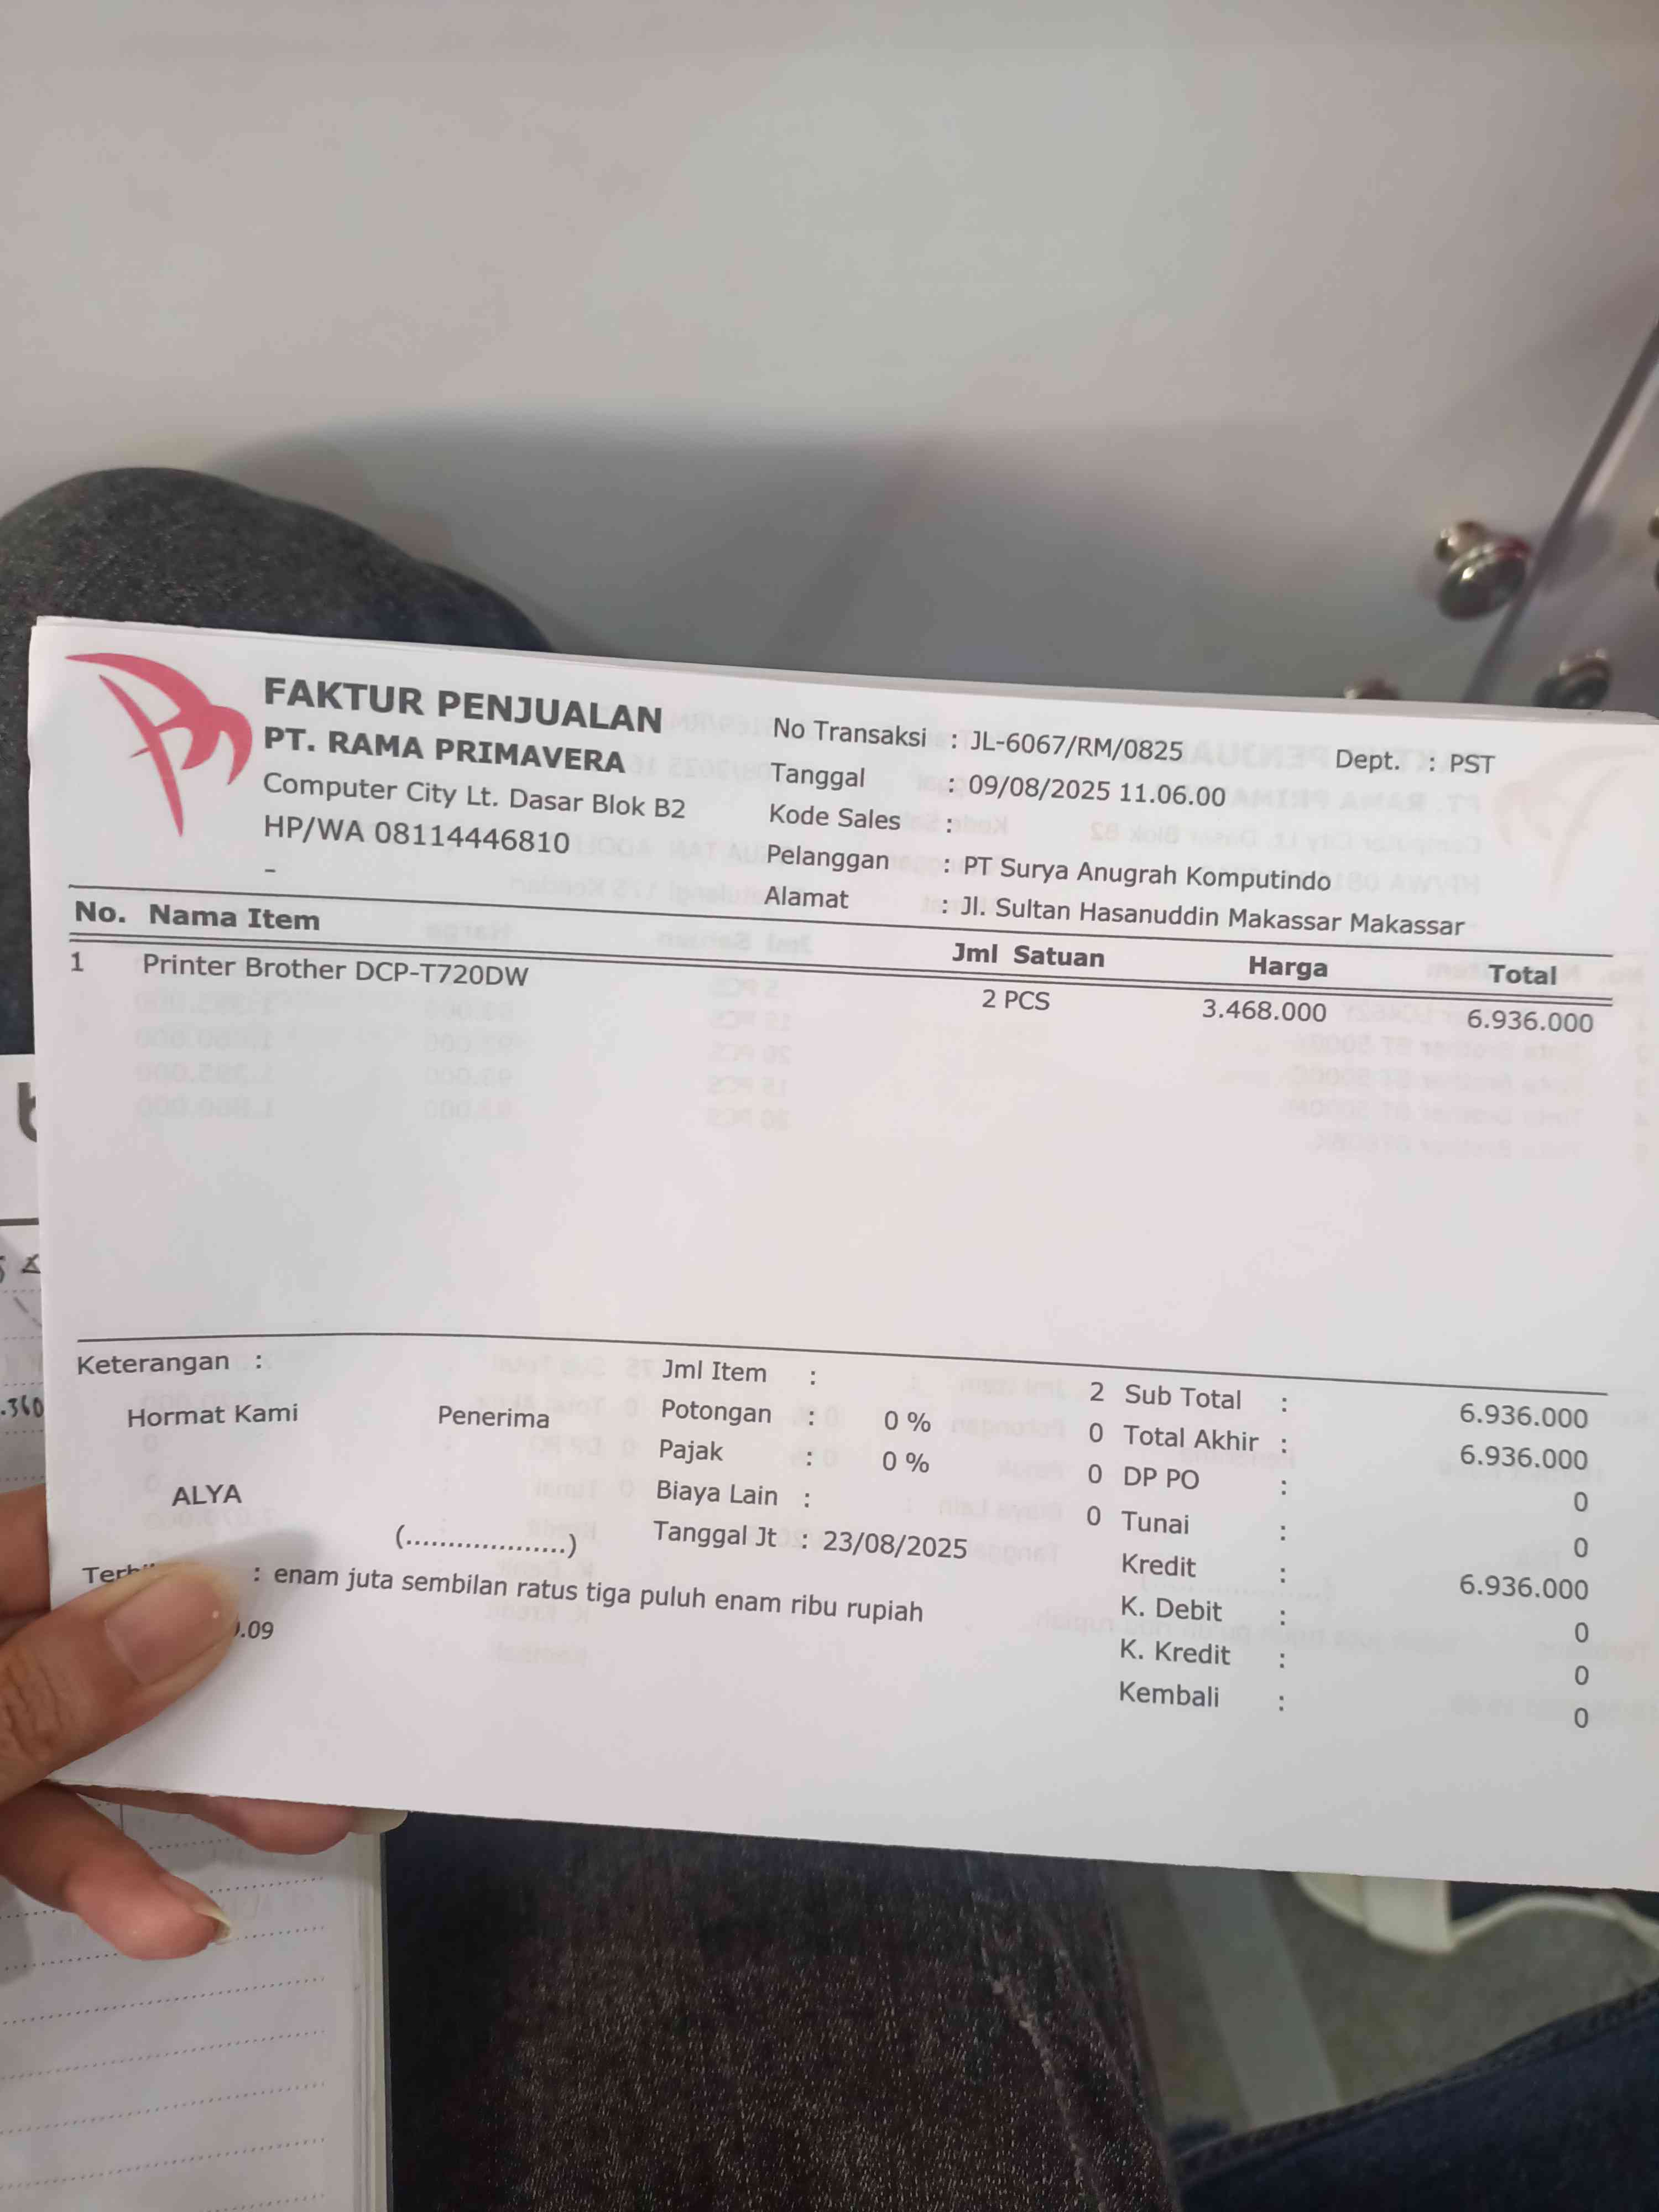 FAKTUR PENJUALAN
PT. RAMA PRIMAVERA
Computer City Lt. Dasar Blok B2
HP/WA 08114446810
-
No Transaksi : JL-6067/RM/0825
Dept. : PST
Tanggal : 09/08/2025 11.06.00
Kode Sales :
Pelanggan : PT Surya Anugrah Komputindo
Alamat : Jl. Sultan Hasanuddin Makassar Makassar
No. Nama Item Jml Satuan Harga Total
1 Printer Brother DCP-T720DW 2 PCS 3.468.000 6.936.000
Keterangan :
Hormat Kami Penerima
ALYA
(...................)
Jml Item : 2
Potongan : 0 % 0
Pajak : 0 % 0
Biaya Lain : 0
Tanggal Jt : 23/08/2025
Sub Total : 6.936.000
Total Akhir : 6.936.000
DP PO : 0
Tunai : 0
Kredit : 6.936.000
K. Debit : 0
K. Kredit : 0
Kembali : 0
: enam juta sembilan ratus tiga puluh enam ribu rupiah
.09
.360